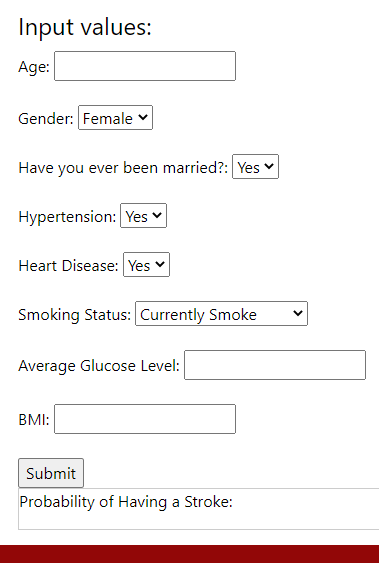 Input values:
Age:
Gender: Female
Have you ever been married?: Yes
Hypertension: Yes
Heart Disease: Yes
Smoking Status: Currently Smoke
Average Glucose Level:
BMI:
Submit
Probability of Having a Stroke: